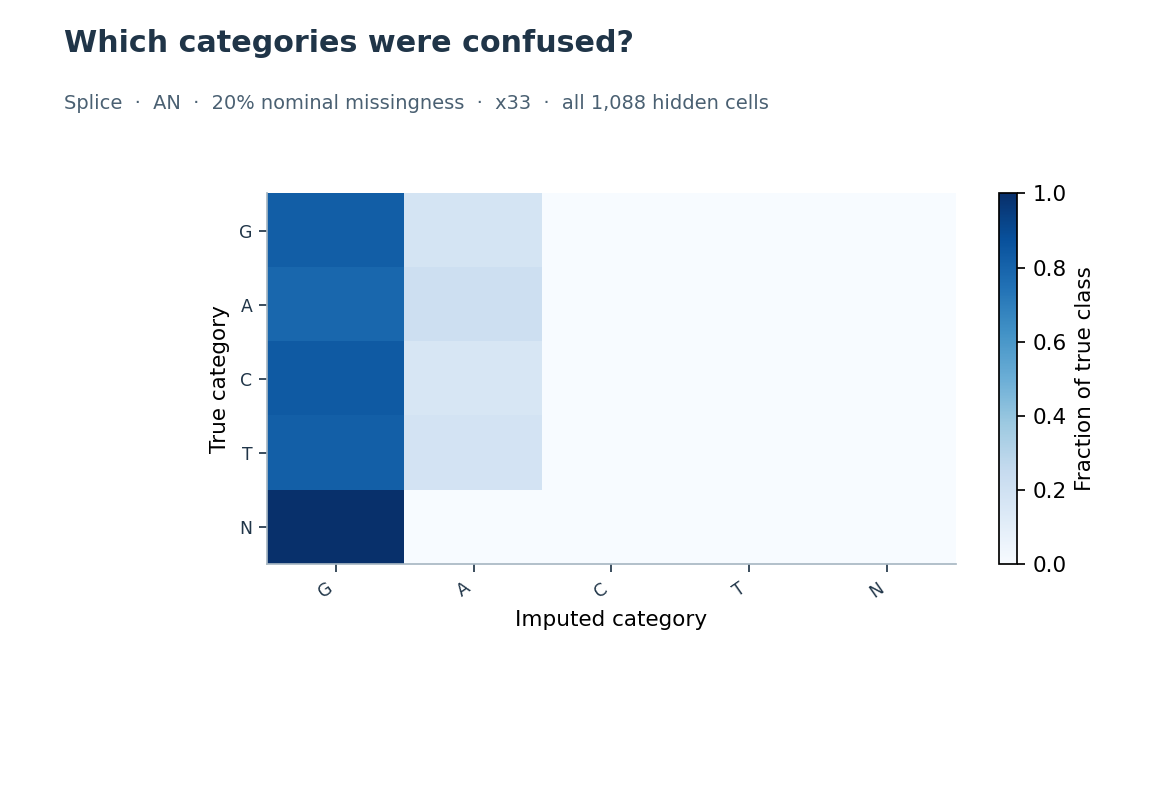 Which categories were confused?
Splice · AN · 20% nominal missingness · x33 · all 1,088 hidden cells
True category
G
A
C
T
N
G A C T N
Imputed category
1.0
0.8
0.6
0.4
0.2
0.0
Fraction of true class